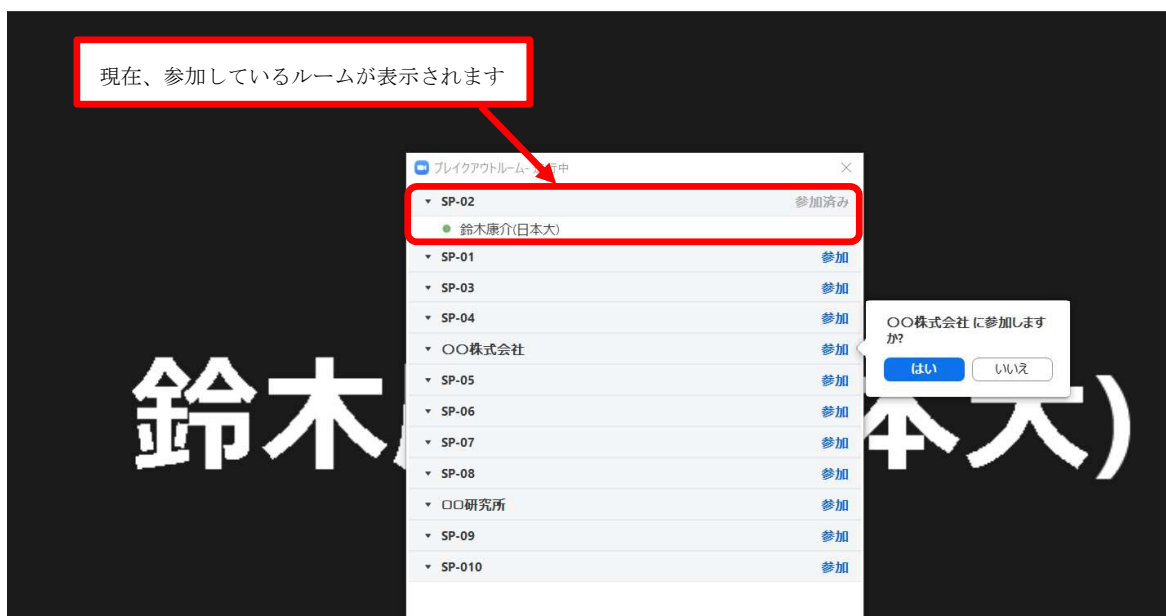 現在、参加しているルームが表示されます
ブレイクアウトルーム- 行中
SP-02 参加済み
鈴木康介(日本大)
SP-01 参加
SP-03 参加
SP-04 参加
〇〇株式会社 参加
〇〇株式会社 に参加します
か?
はい いいえ
SP-05 参加
SP-06 参加
SP-07 参加
SP-08 参加
□□研究所 参加
SP-09 参加
SP-010 参加
鈴木 本大)